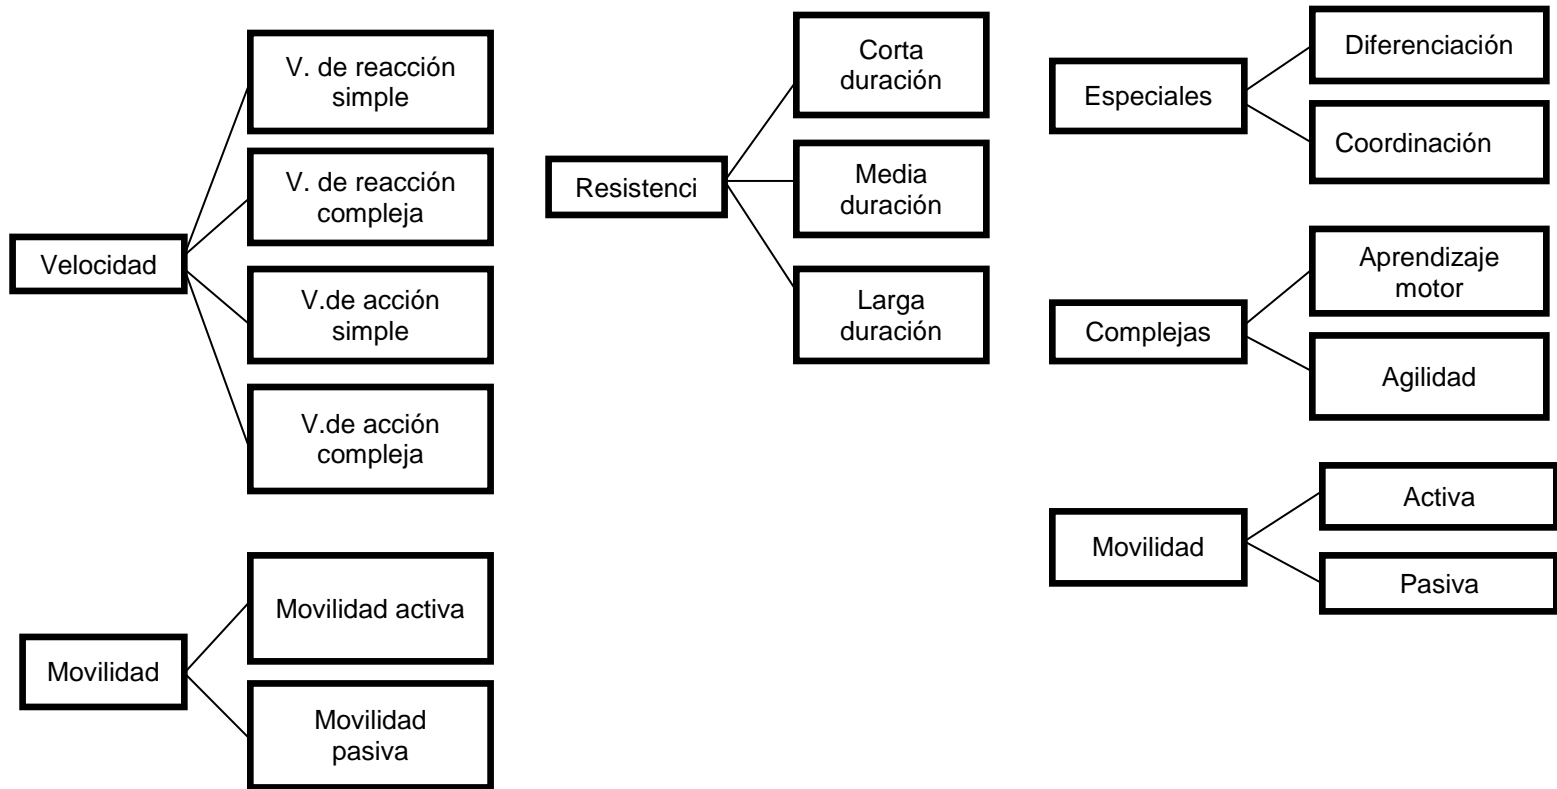 Velocidad
V. de reacción
simple
V. de reacción
compleja
V.de acción
simple
V.de acción
compleja
Movilidad
Movilidad activa
Movilidad
pasiva
Resistenci
Corta
duración
Media
duración
Larga
duración
Especiales
Diferenciación
Coordinación
Complejas
Aprendizaje
motor
Agilidad
Movilidad
Activa
Pasiva